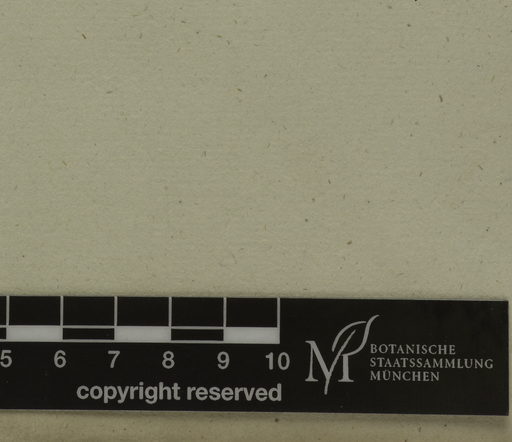 5 6 7 8 9 10
copyright reserved
M
BOTANISCHE
STAATSSAMMLUNG
MÜNCHEN